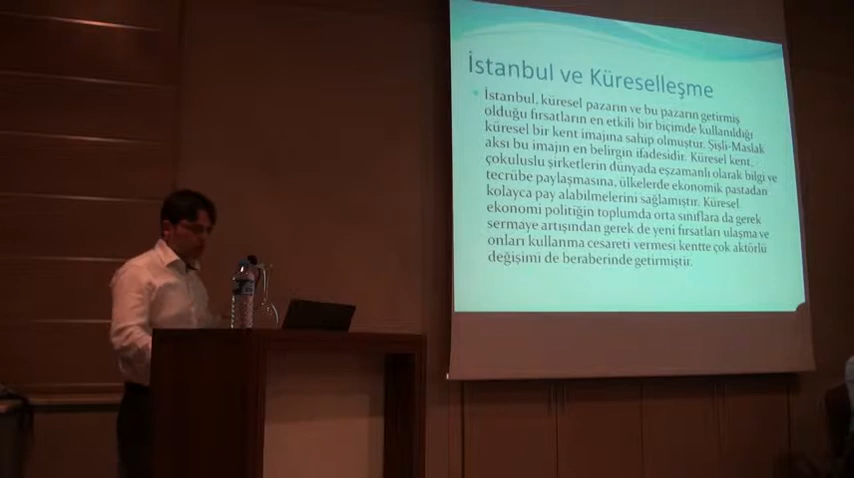 İstanbul ve Küreselleşme
İstanbul, küresel pazarın ve bu pazarın getirmiş
olduğu fırsatların en etkili bir biçimde kullanıldığı
küresel bir kent imajına sahip olmuştur. Şişli-Maslak
aksı bu imajın en belirgin ifadesidir. Küresel kent,
çokuluslu şirketlerin dünyada eşzamanlı olarak bilgi ve
tecrübe paylaşmasına, ülkelerde ekonomik pastadan
kolayca pay alabilmelerini sağlamıştır. Küresel
ekonomi politiğin toplumda orta sınıflara da gerek
sermaye artışından gerek de yeni fırsatları ulaşma ve
onları kullanma cesareti vermesi kentte çok aktörlü
değişimi de beraberinde getirmiştir.